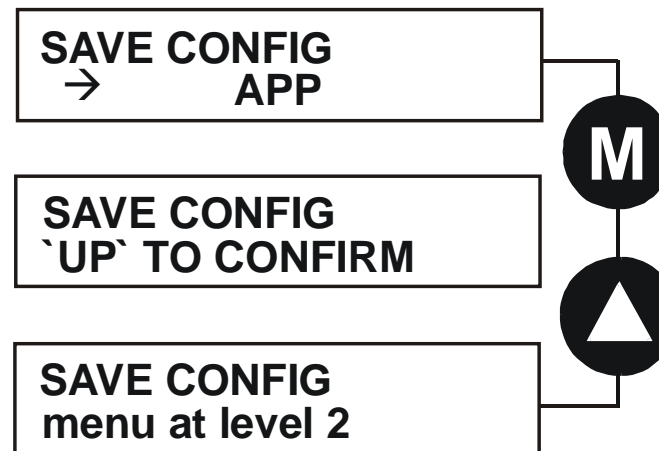 SAVE CONFIG
→ APP
M
SAVE CONFIG
`UP` TO CONFIRM
SAVE CONFIG
menu at level 2